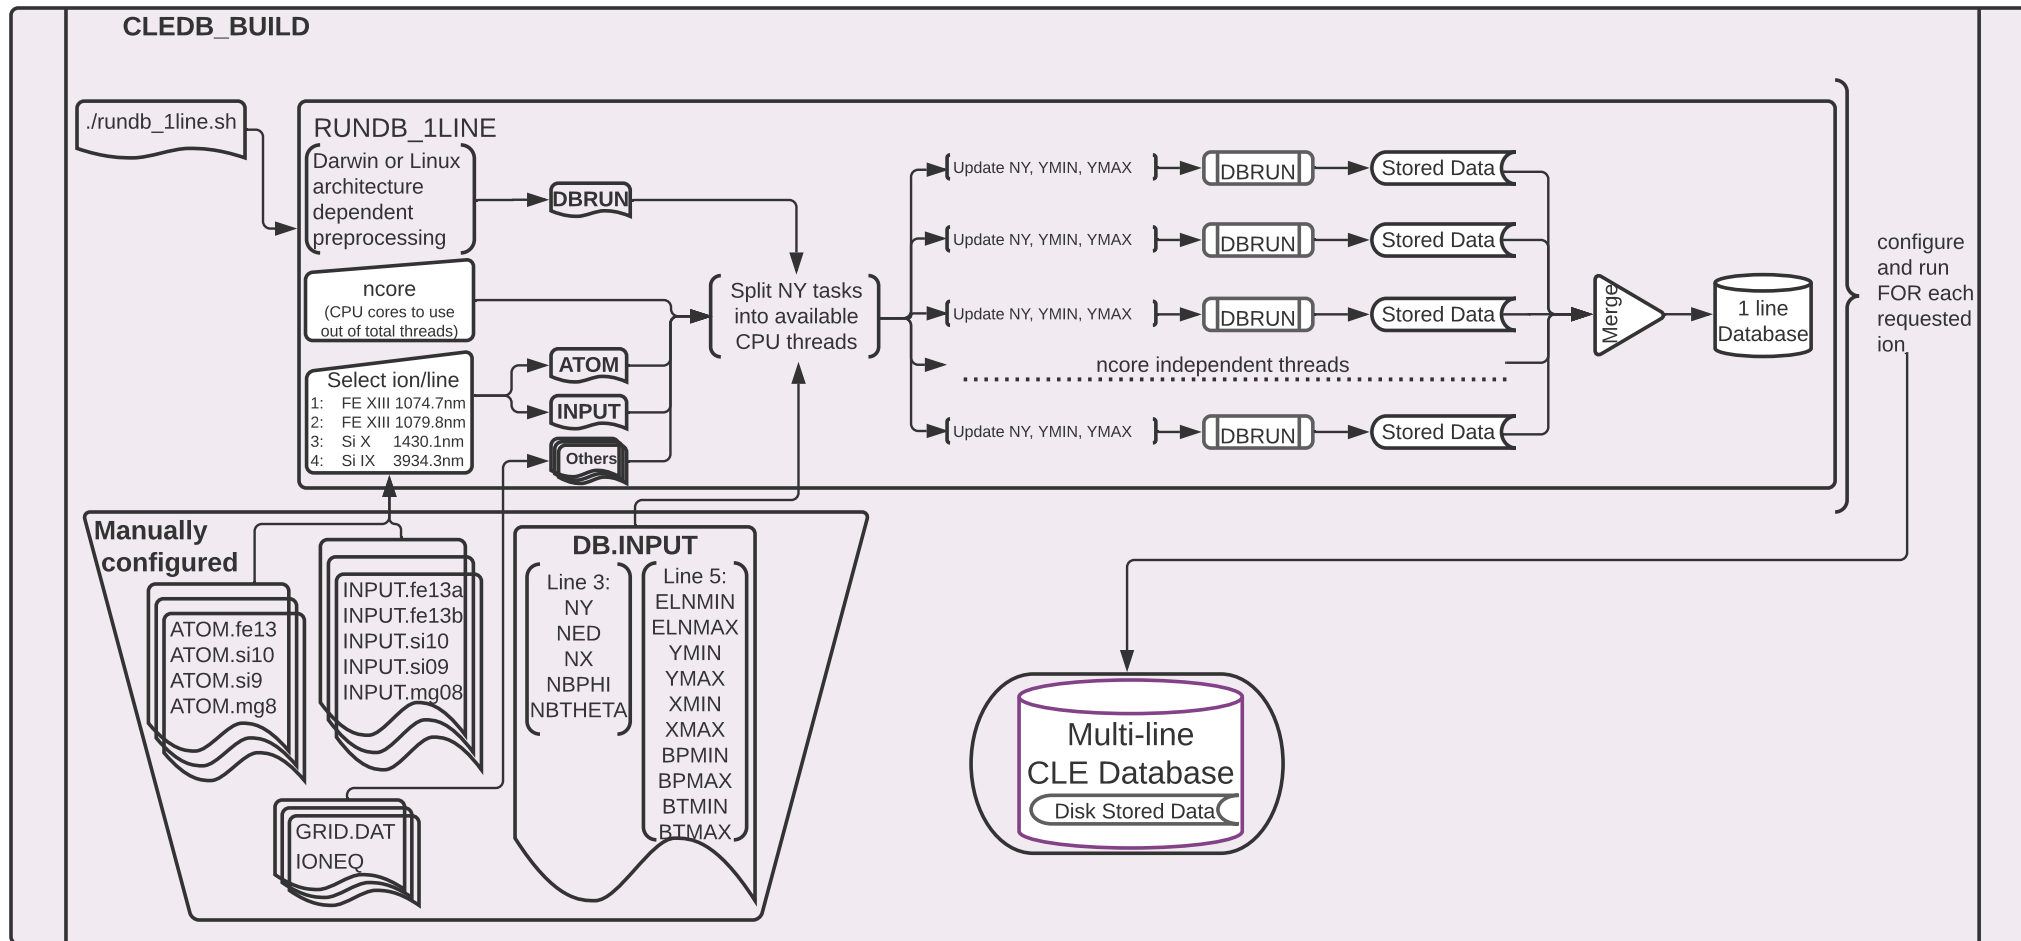 CLEDB_BUILD
./rundb_1line.sh
RUNDB_1LINE
Darwin or Linux
architecture
dependent
preprocessing
ncore
(CPU cores to use
out of total threads)
Select ion/line
1: FE XIII 1074.7nm
2: FE XIII 1079.8nm
3: Si X 1430.1nm
4: Si IX 3934.3nm
DBRUN
ATOM
INPUT
Others
Split NY tasks
into available
CPU threads
Update NY, YMIN, YMAX
DBRUN
Stored Data
Update NY, YMIN, YMAX
DBRUN
Stored Data
Update NY, YMIN, YMAX
DBRUN
Stored Data
ncore independent threads
Update NY, YMIN, YMAX
DBRUN
Stored Data
Merge
1 line
Database
configure
and run
FOR each
requested
ion
Manually
configured
ATOM.fe13
ATOM.si10
ATOM.si9
ATOM.mg8
INPUT.fe13a
INPUT.fe13b
INPUT.si10
INPUT.si09
INPUT.mg08
GRID.DAT
IONEQ
DB.INPUT
Line 3:
NY
NED
NX
NBPHI
NBTHETA
Line 5:
ELNMIN
ELNMAX
YMIN
YMAX
XMIN
XMAX
BPMIN
BPMAX
BTMIN
BTMAX
Multi-line
CLE Database
Disk Stored Data